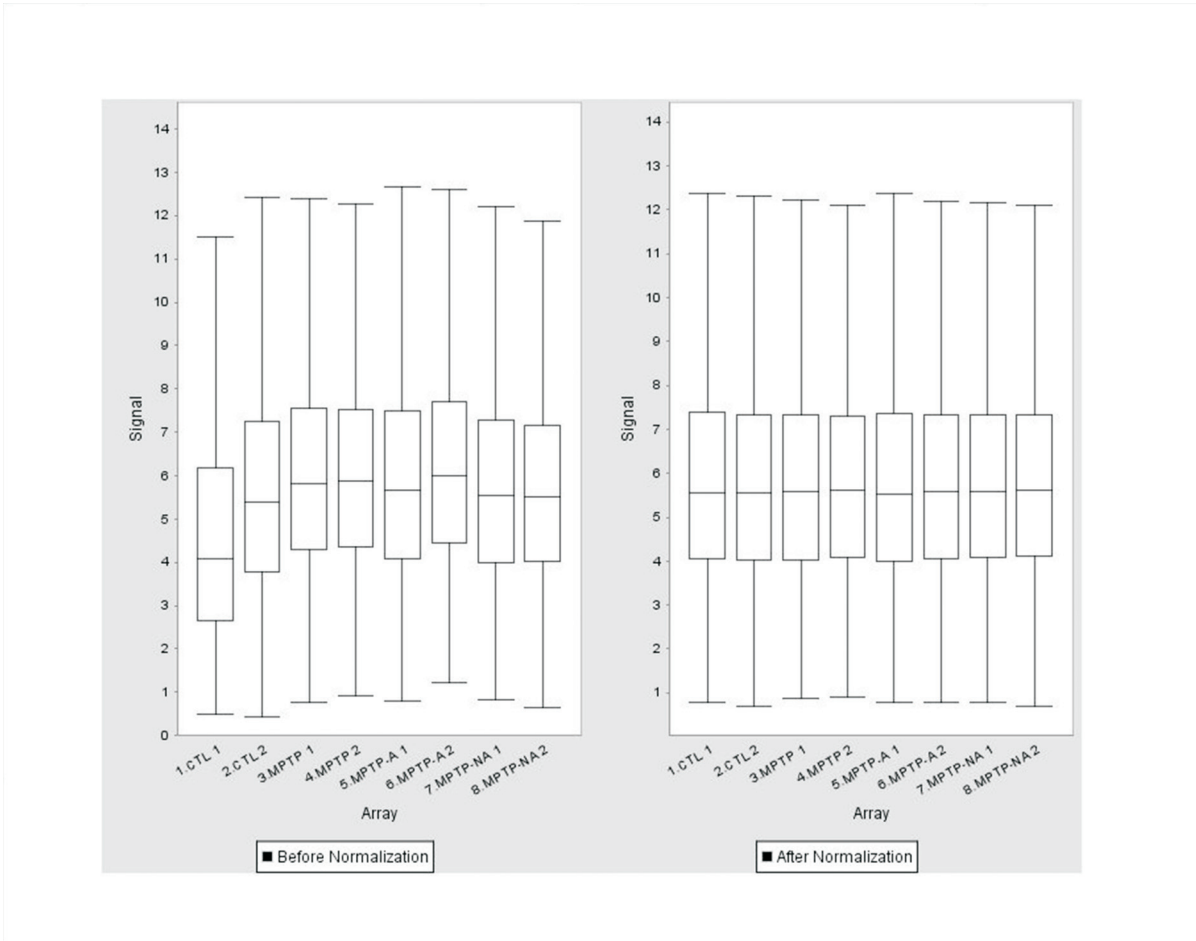 14
13
12
11
10
9
8
7
6
5
4
3
2
1
0
Signal
1.CTL 1
2.CTL 2
3.MPTP 1
4.MPTP 2
5.MPTP-A 1
6.MPTP-A 2
7.MPTP-NA 1
8.MPTP-NA 2
Array
Before Normalization
14
13
12
11
10
9
8
7
6
5
4
3
2
1
Signal
1.CTL 1
2.CTL 2
3.MPTP 1
4.MPTP 2
5.MPTP-A 1
6.MPTP-A 2
7.MPTP-NA 1
8.MPTP-NA 2
Array
After Normalization